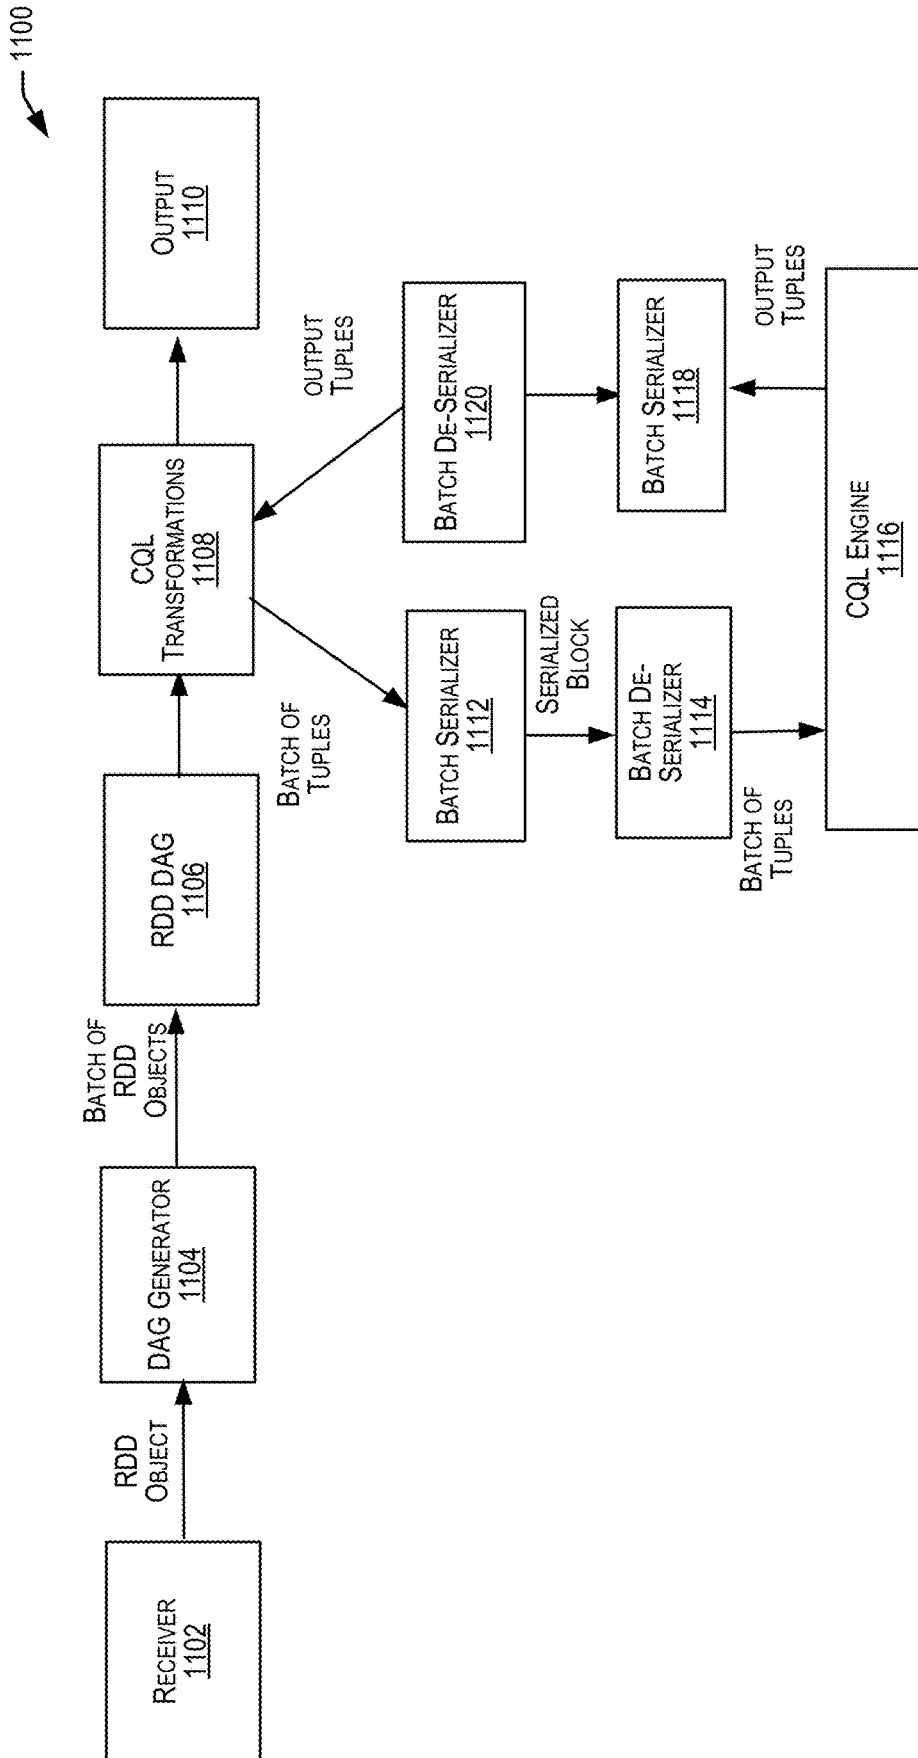 1100
RECEIVER
1102
RDD
OBJECT
DAG GENERATOR
1104
BATCH OF
RDD
OBJECTS
RDD DAG
1106
CQL
TRANSFORMATIONS
1108
OUTPUT
1110
BATCH OF
TUPLES
OUTPUT
TUPLES
BATCH SERIALIZER
1112
BATCH DE-SERIALIZER
1120
SERIALIZED
BLOCK
BATCH DE-
SERIALIZER
1114
BATCH SERIALIZER
1118
BATCH OF
TUPLES
OUTPUT
TUPLES
CQL ENGINE
1116